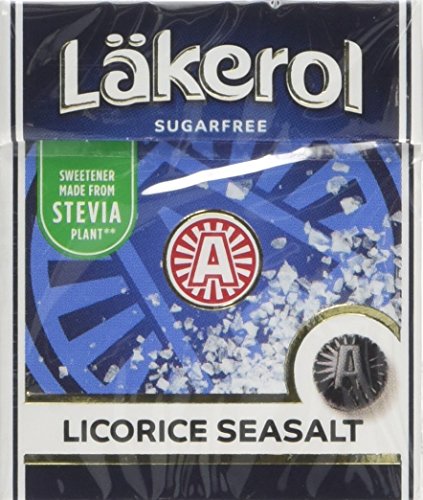 Läkerol
SUGARFREE
SWEETENER
MADE FROM
STEVIA
PLANT**
A
A
LICORICE SEASALT